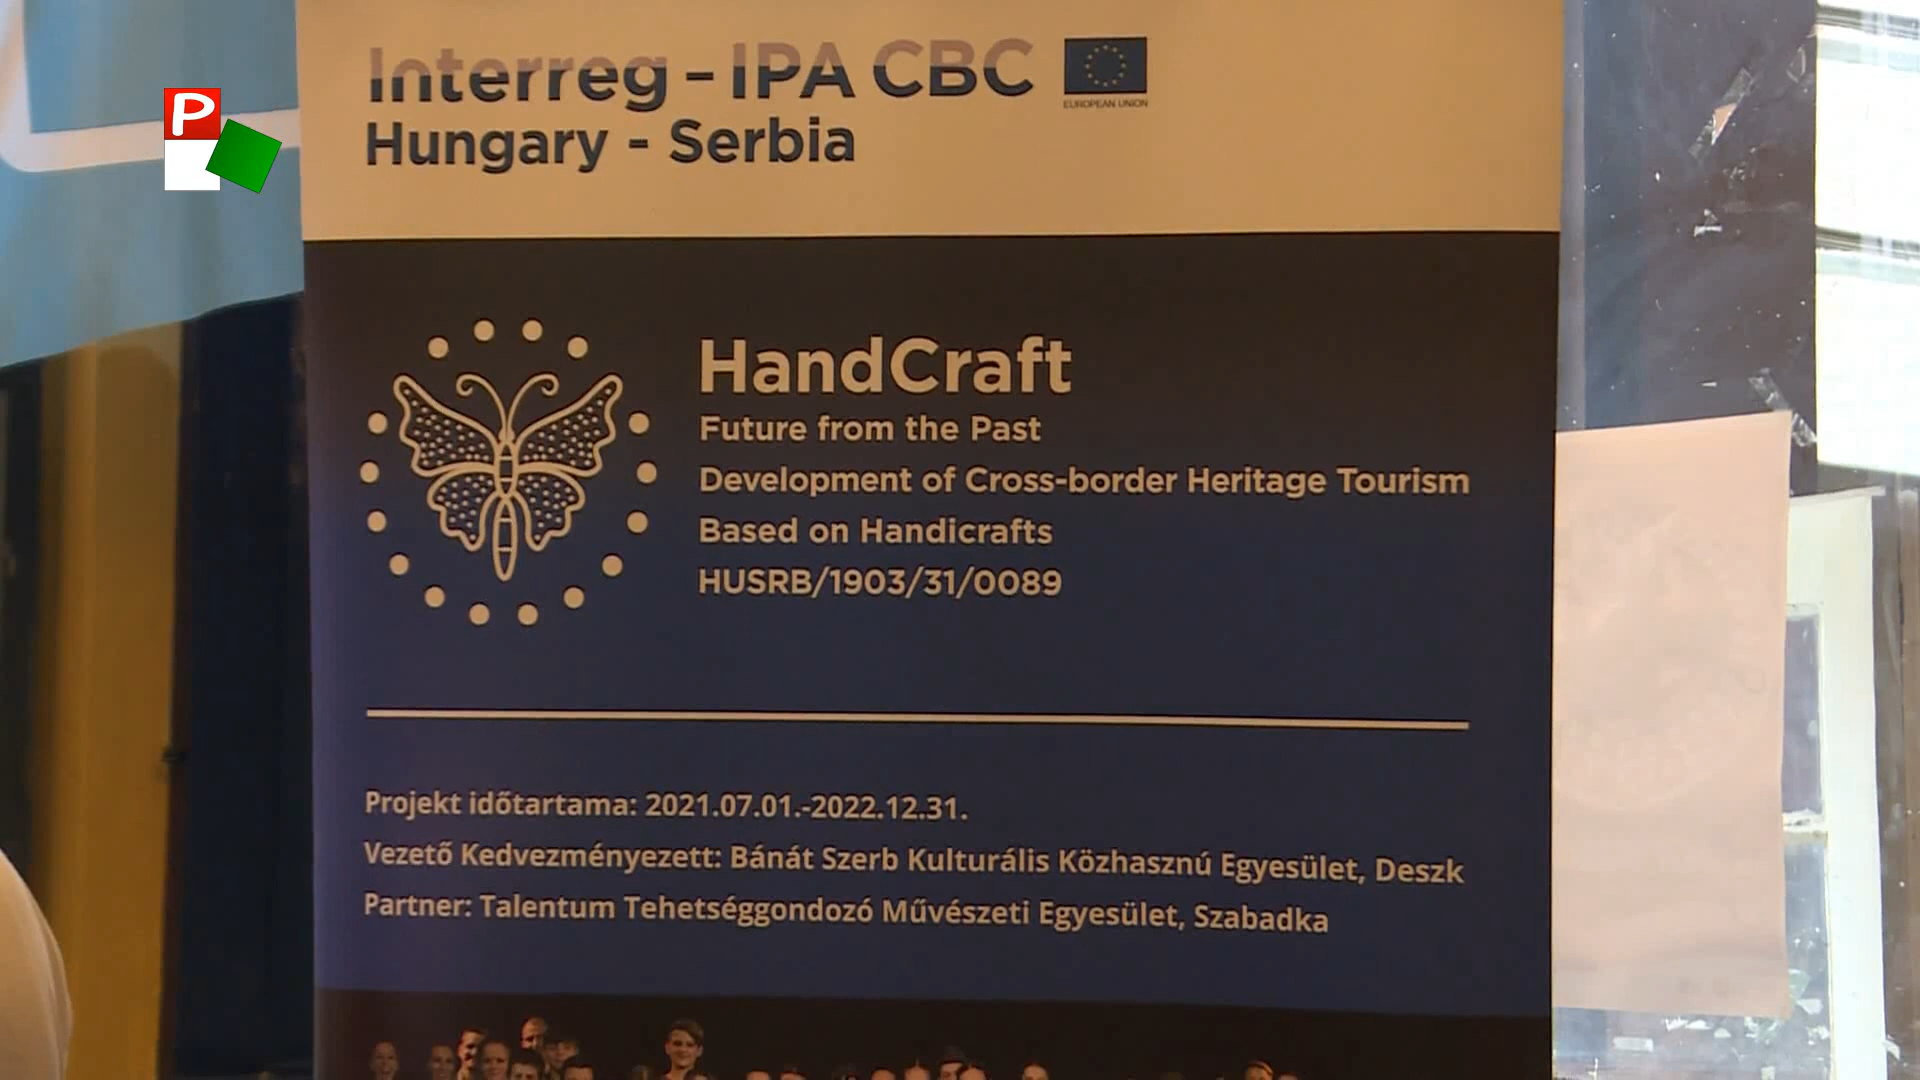 P
Interreg - IPA CBC
EUROPEAN UNION
Hungary - Serbia
HandCraft
Future from the Past
Development of Cross-border Heritage Tourism
Based on Handicrafts
HUSRB/1903/31/0089
Projekt időtartama: 2021.07.01.-2022.12.31.
Vezető Kedvezményezett: Bánát Szerb Kulturális Közhasznú Egyesület, Deszk
Partner: Talentum Tehetséggondozó Művészeti Egyesület, Szabadka